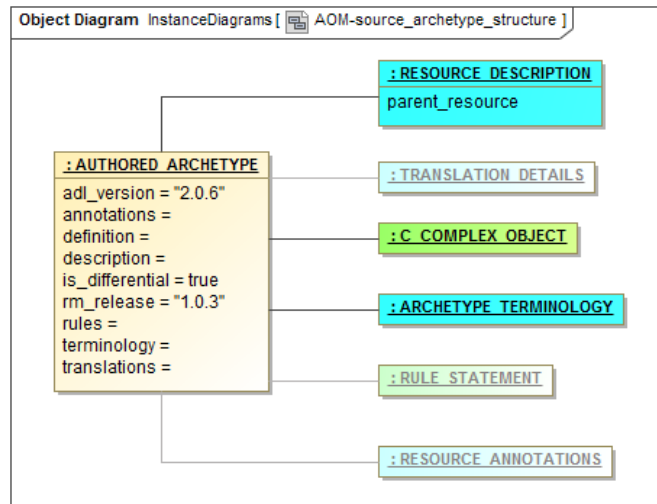 Object Diagram InstanceDiagrams [ AOM-source_archetype_structure ]
: RESOURCE_DESCRIPTION
parent_resource
: AUTHORED_ARCHETYPE
adl_version = "2.0.6"
annotations =
definition =
description =
is_differential = true
rm_release = "1.0.3"
rules =
terminology =
translations =
: TRANSLATION_DETAILS
: C_COMPLEX_OBJECT
: ARCHETYPE_TERMINOLOGY
: RULE_STATEMENT
: RESOURCE_ANNOTATIONS